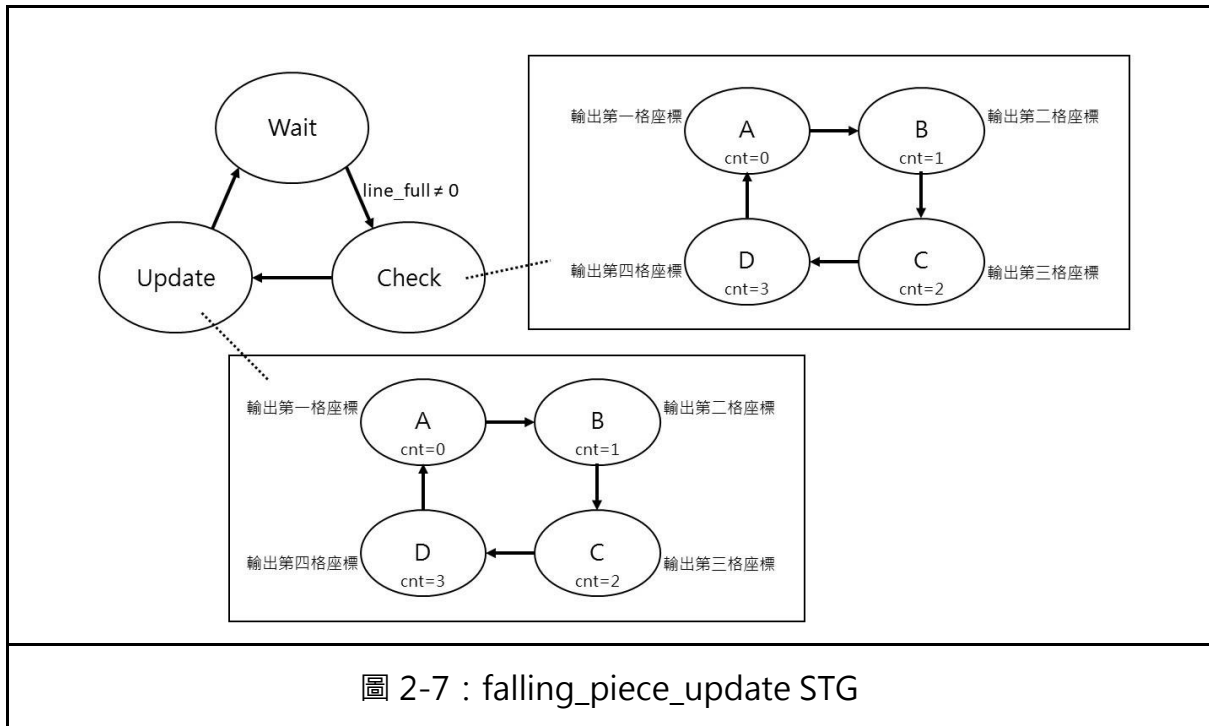 Wait
line_full ≠ 0
Update
Check
輸出第一格座標
A
cnt=0
B
cnt=1
輸出第二格座標
輸出第四格座標
D
cnt=3
C
cnt=2
輸出第三格座標
輸出第一格座標
A
cnt=0
B
cnt=1
輸出第二格座標
輸出第四格座標
D
cnt=3
C
cnt=2
輸出第三格座標
圖 2-7：falling_piece_update STG